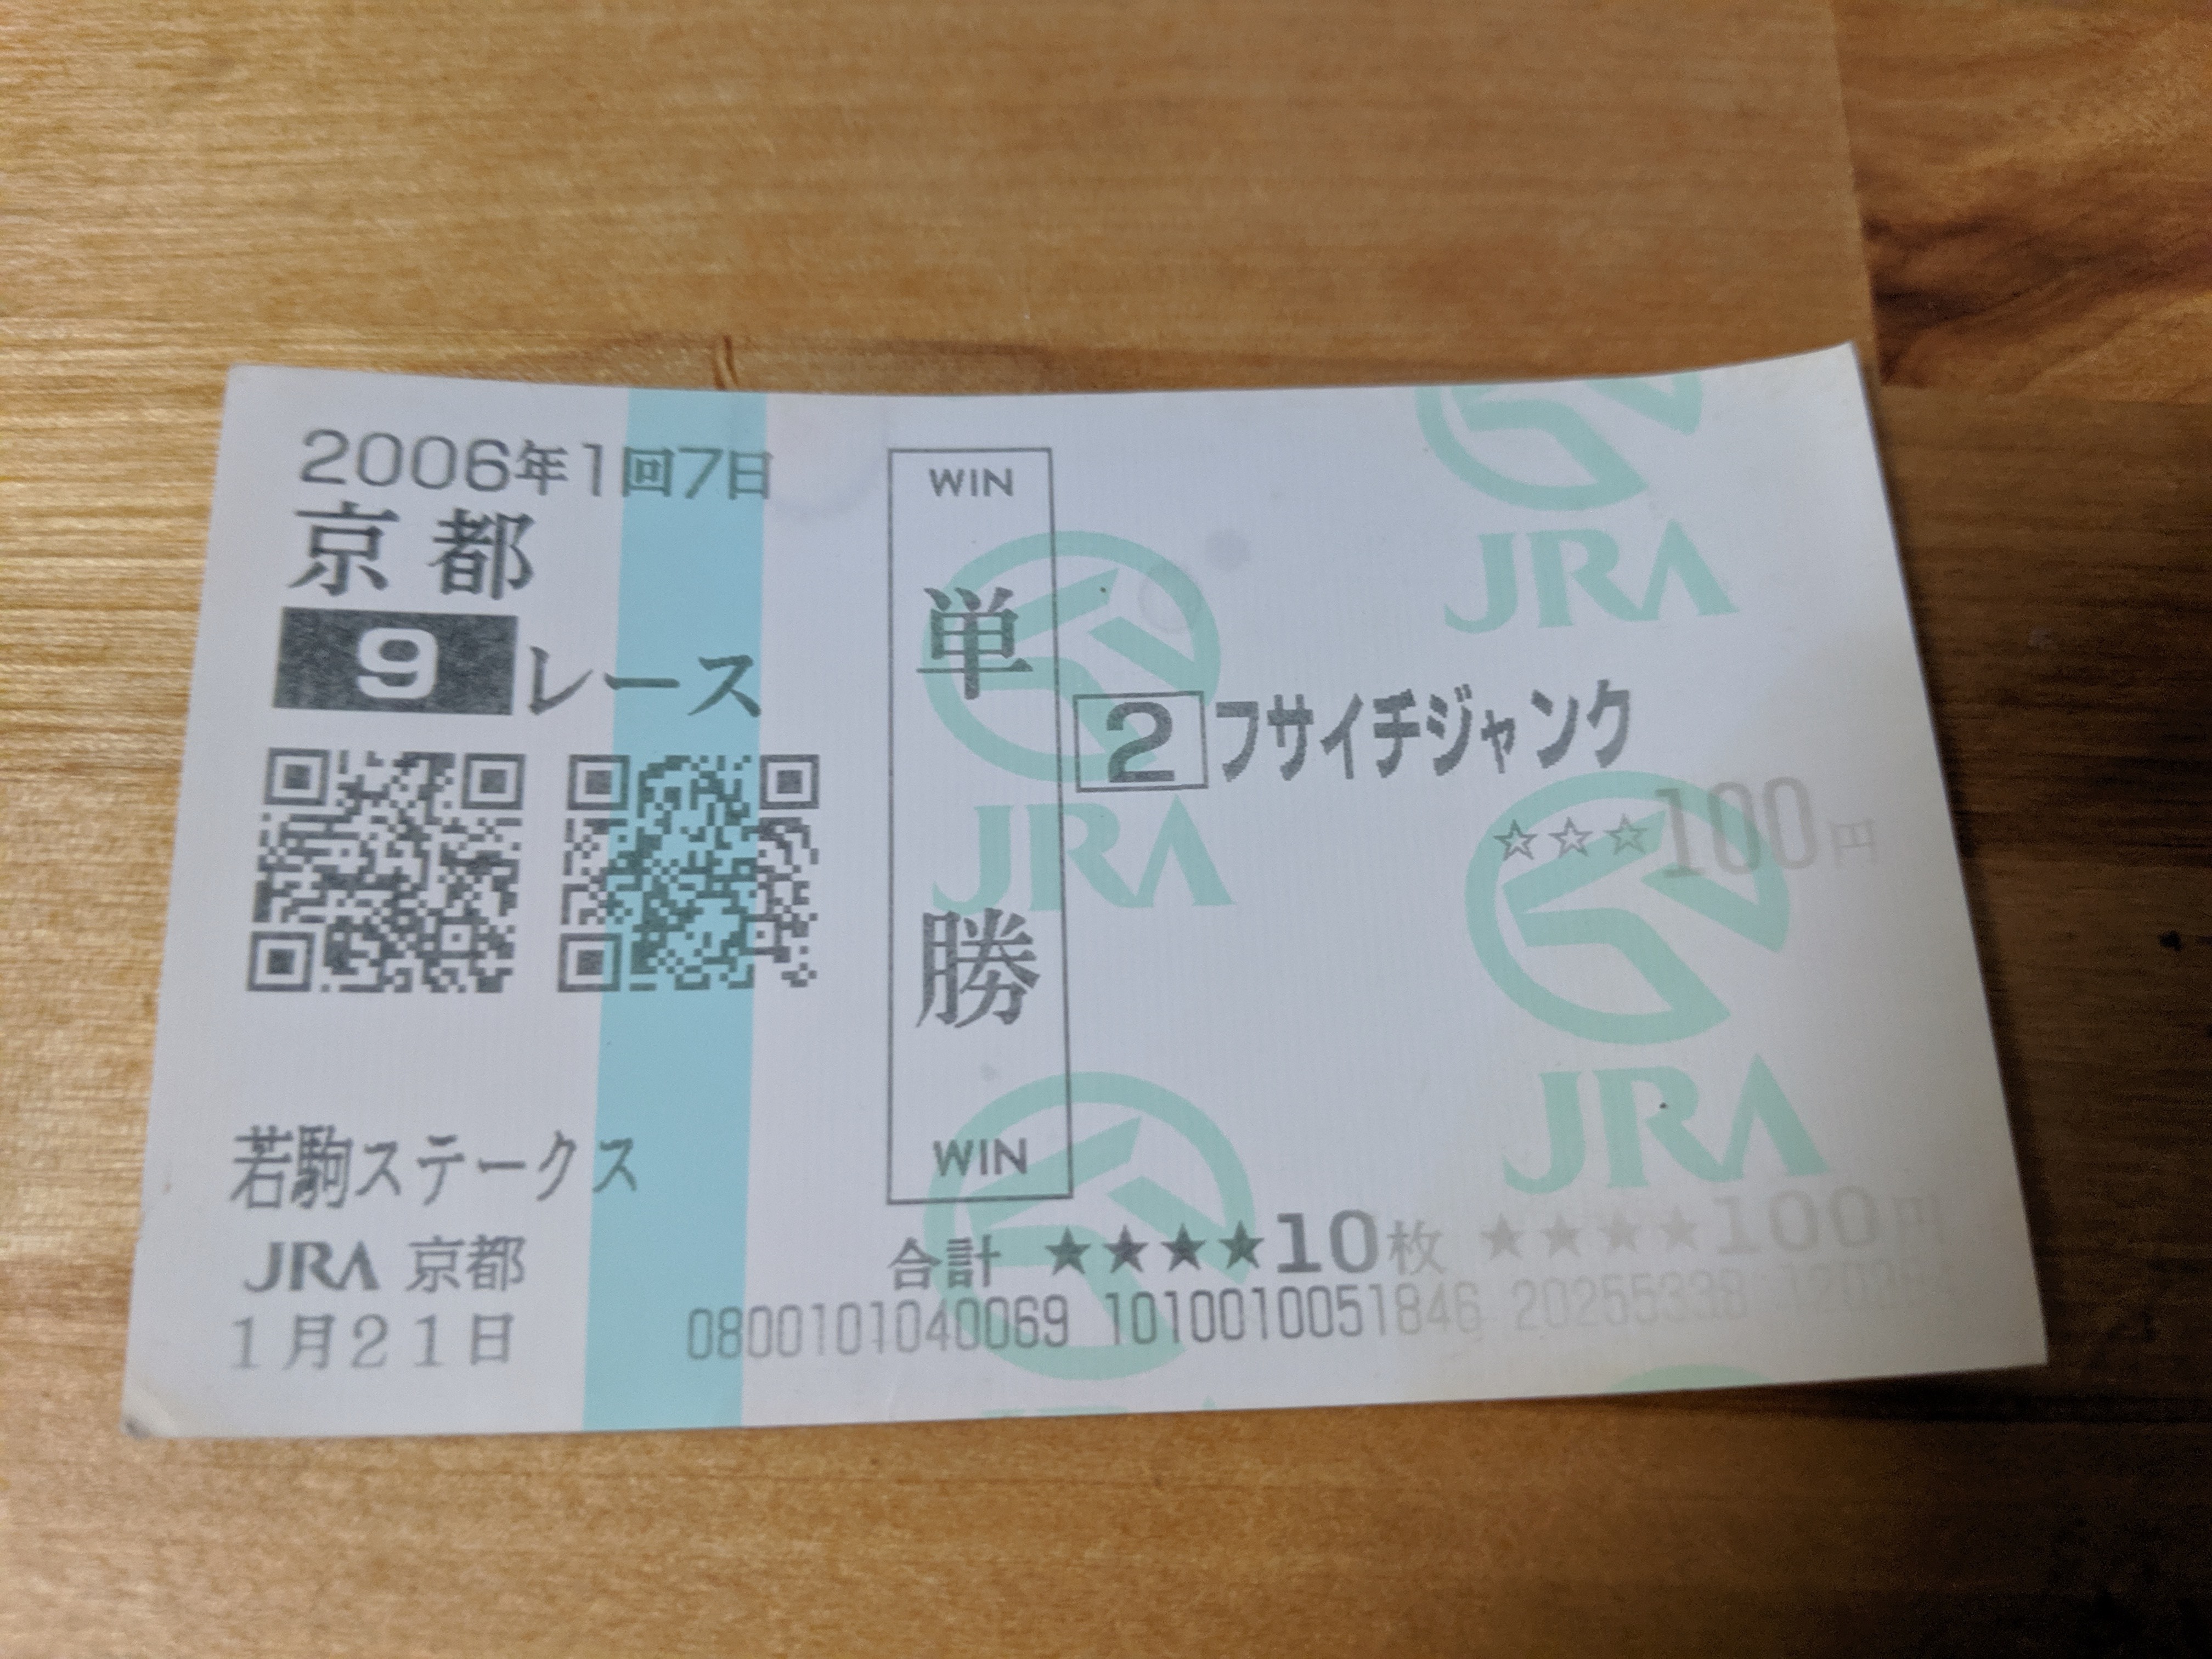 2006年1回7日
京都
9レース
若駒ステークス
JRA 京都
1月21日
WIN
単勝
WIN
2 フサイチジャンク
☆☆☆100円
合計 ★★★★10枚 ★★★★100円
0800101040069 1010010051846 20255338
JRA
JRA
JRA